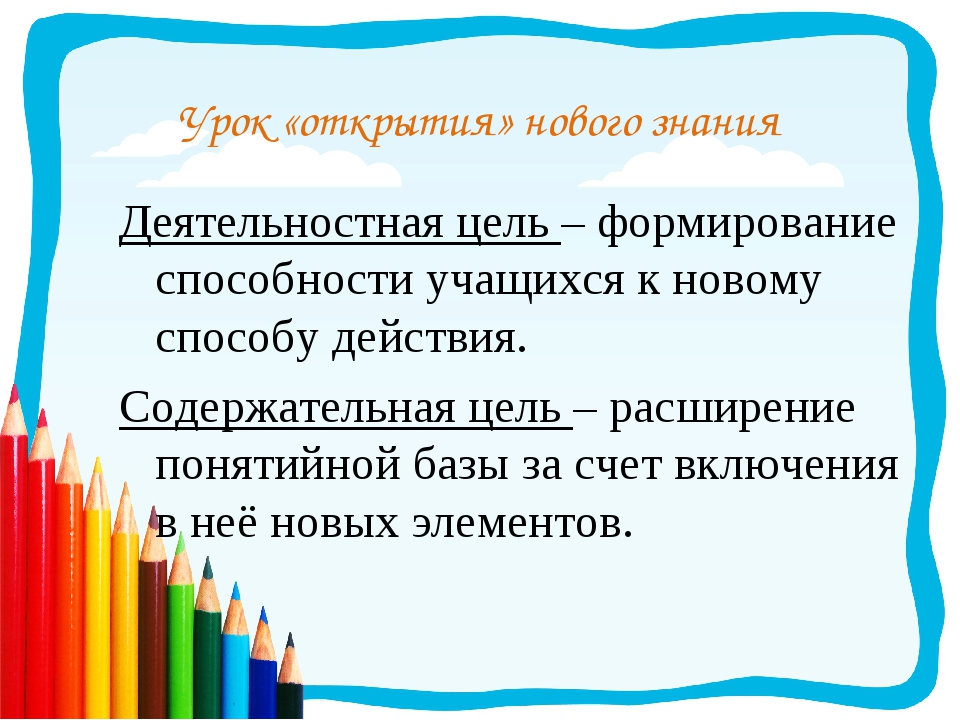 Урок «открытия» нового знания
Деятельностная цель – формирование
способности учащихся к новому
способу действия.
Содержательная цель – расширение
понятийной базы за счет включения
в неё новых элементов.